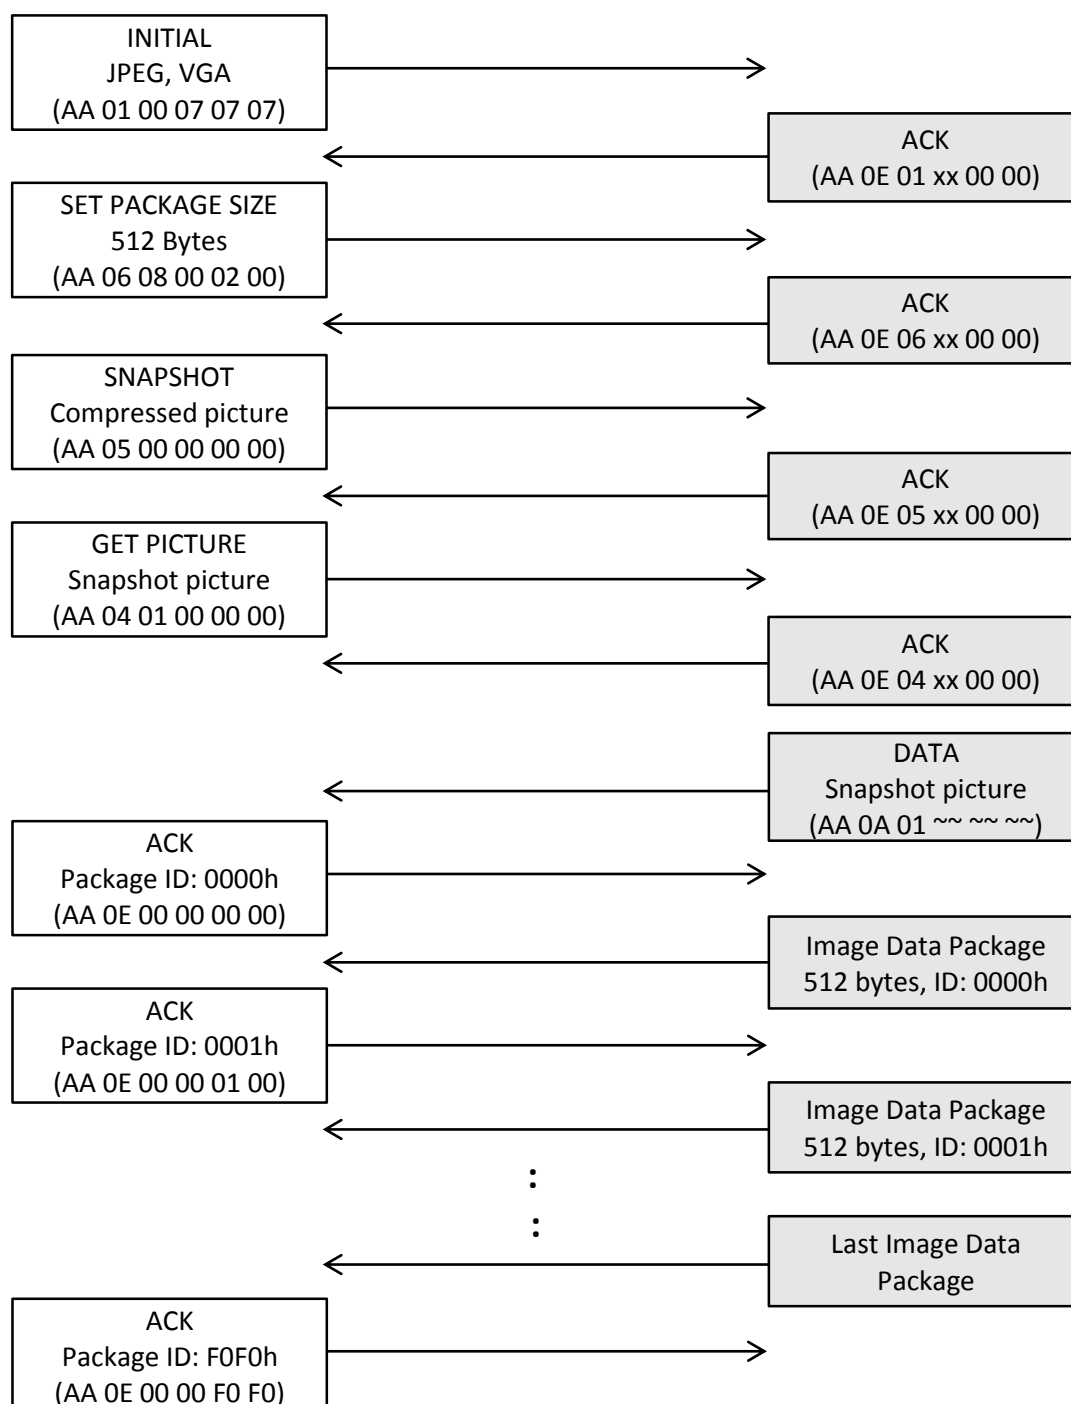 INITIAL
JPEG, VGA
(AA 01 00 07 07 07)
ACK
(AA 0E 01 xx 00 00)
SET PACKAGE SIZE
512 Bytes
(AA 06 08 00 02 00)
ACK
(AA 0E 06 xx 00 00)
SNAPSHOT
Compressed picture
(AA 05 00 00 00 00)
ACK
(AA 0E 05 xx 00 00)
GET PICTURE
Snapshot picture
(AA 04 01 00 00 00)
ACK
(AA 0E 04 xx 00 00)
DATA
Snapshot picture
(AA 0A 01 ~~ ~~ ~~)
ACK
Package ID: 0000h
(AA 0E 00 00 00 00)
Image Data Package
512 bytes, ID: 0000h
ACK
Package ID: 0001h
(AA 0E 00 00 01 00)
Image Data Package
512 bytes, ID: 0001h
:
:
Last Image Data
Package
ACK
Package ID: F0F0h
(AA 0E 00 00 F0 F0)